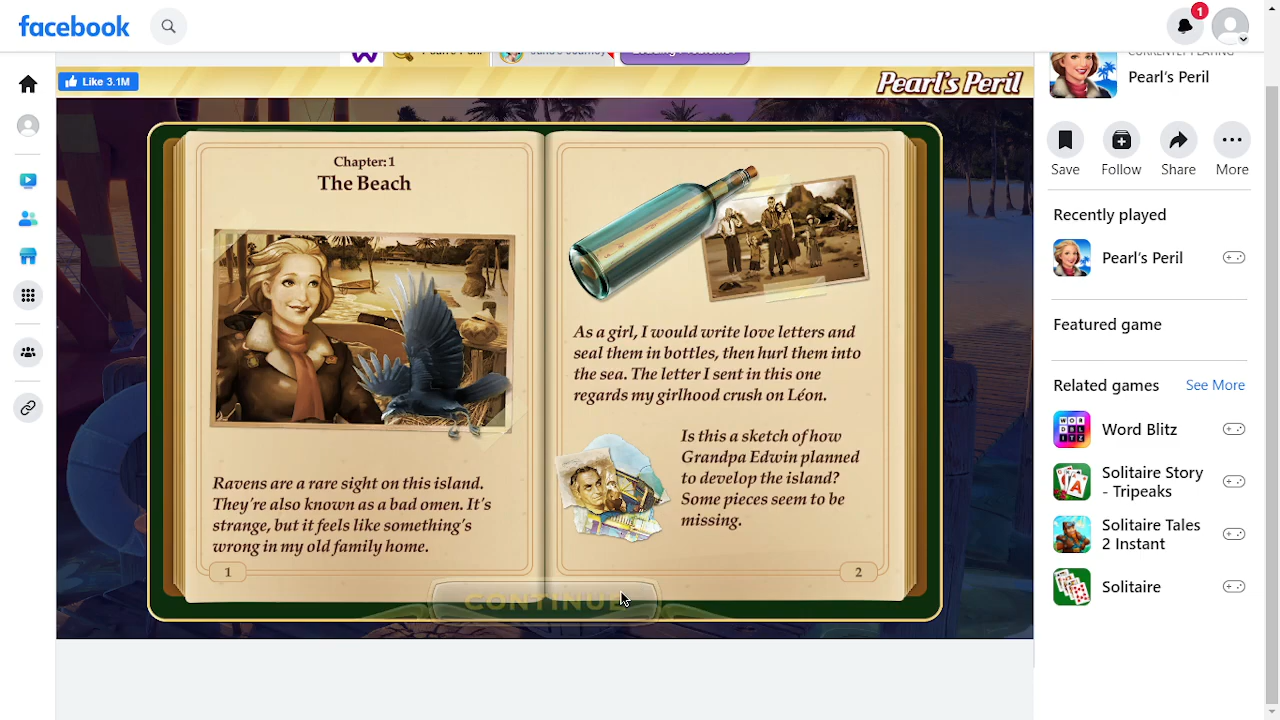 facebook
1
Pearl's Peril
CURRENTLY PLAYING
Pearl's Peril
Like 3.1M
Pearl's Peril
Save
Follow
Share
More
Recently played
Pearl's Peril
Featured game
Related games
See More
Word Blitz
Solitaire Story
- Tripeaks
Solitaire Tales
2 Instant
Solitaire
Chapter: 1
The Beach
Ravens are a rare sight on this island.
They're also known as a bad omen. It's
strange, but it feels like something's
wrong in my old family home.
1
As a girl, I would write love letters and
seal them in bottles, then hurl them into
the sea. The letter I sent in this one
regards my girlhood crush on Léon.
Is this a sketch of how
Grandpa Edwin planned
to develop the island?
Some pieces seem to be
missing.
2
CONTINUE